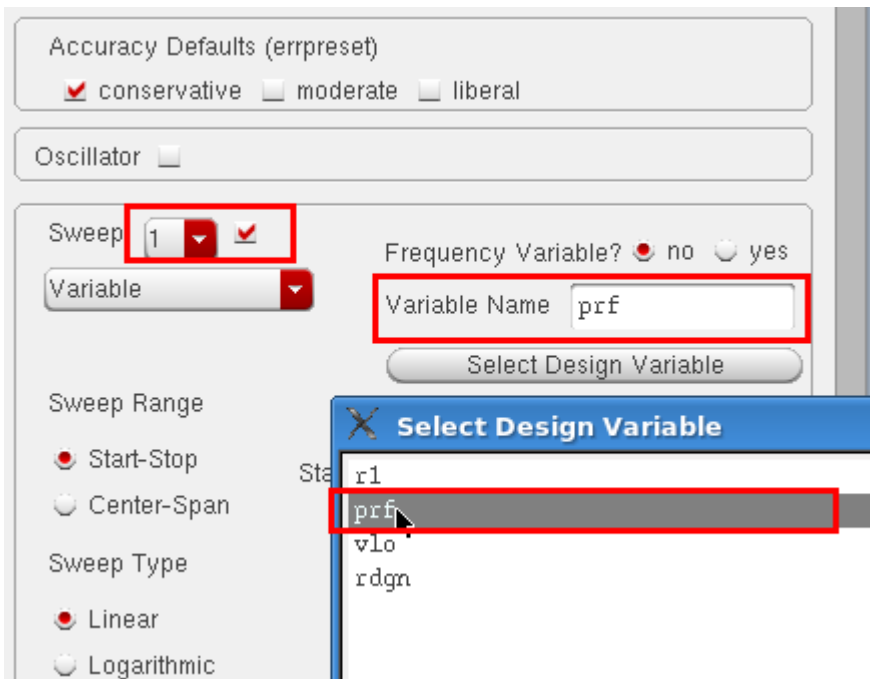 Accuracy Defaults (errpreset)
conservative moderate liberal
Oscillator
Sweep 1
Frequency Variable? no yes
Variable
Variable Name prf
Select Design Variable
Sweep Range
Select Design Variable
Start-Stop
Sta
r1
Center-Span
prf
vlo
Sweep Type
rdgn
Linear
Logarithmic